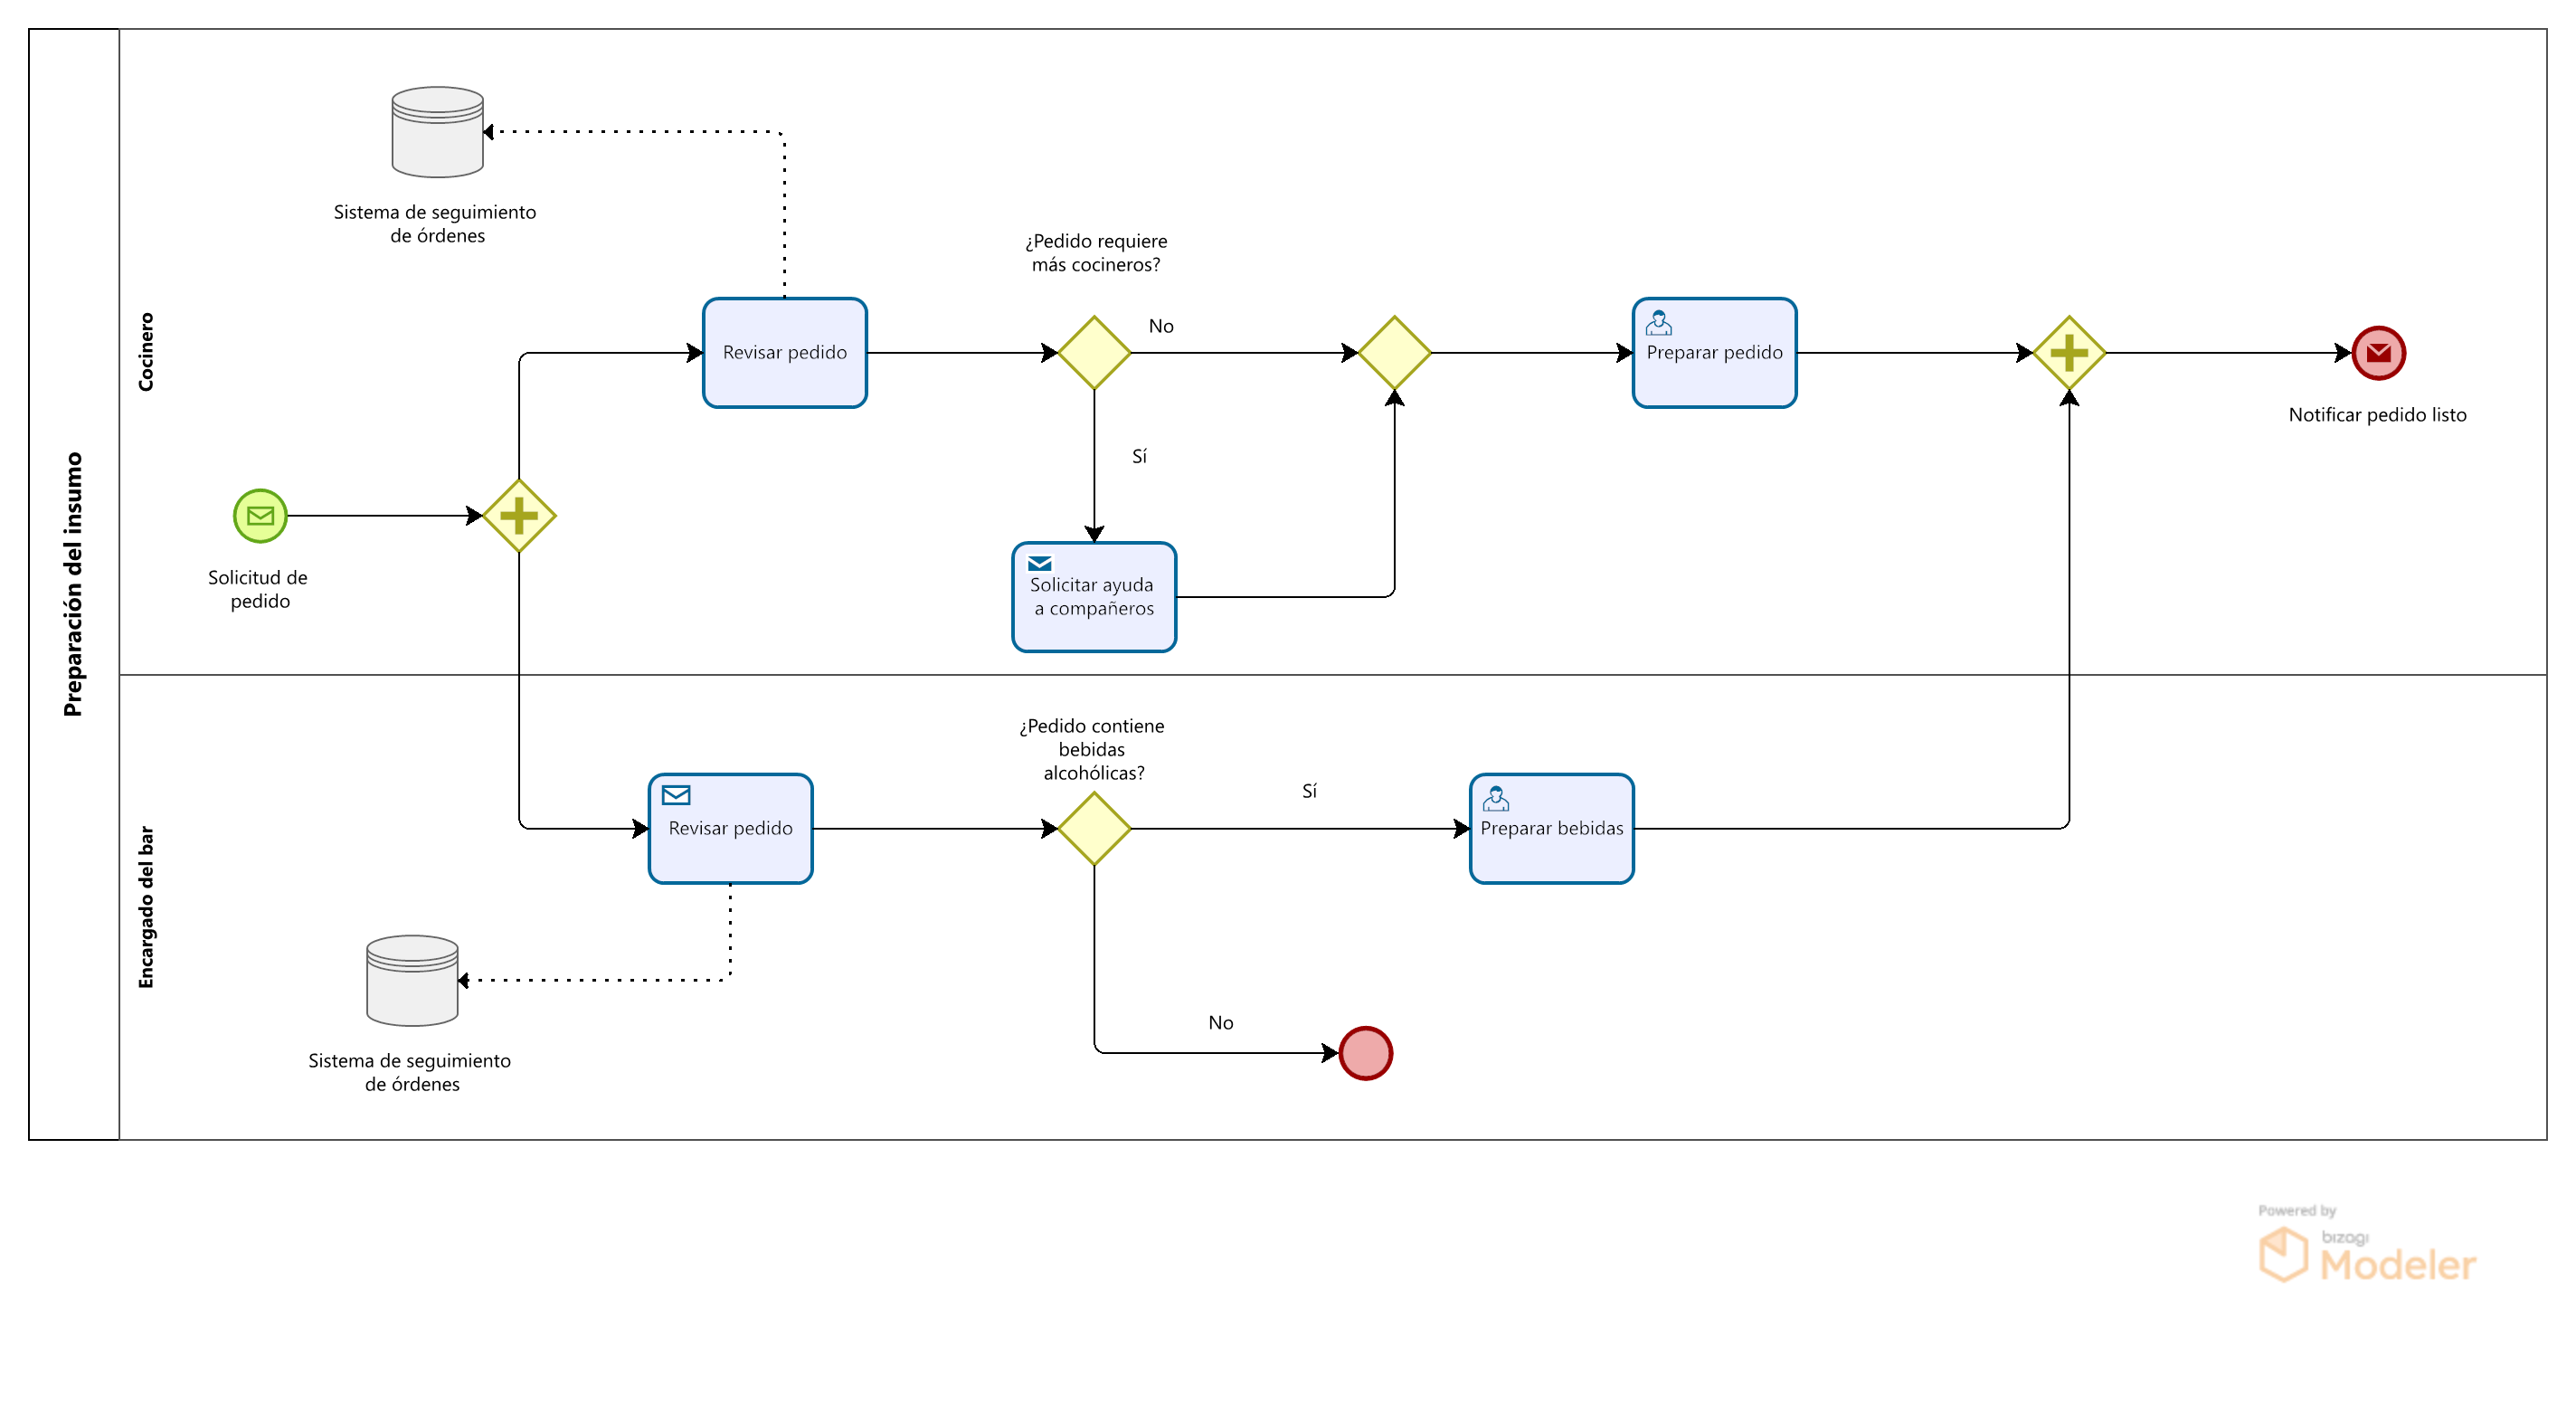 Preparación del insumo
Cocinero
Sistema de seguimiento
de órdenes
¿Pedido requiere
más cocineros?
No
Revisar pedido
Preparar pedido
Notificar pedido listo
Sí
Solicitud de
pedido
Solicitar ayuda
a compañeros
Encargado del bar
¿Pedido contiene
bebidas
alcohólicas?
Sí
Revisar pedido
Preparar bebidas
No
Sistema de seguimiento
de órdenes
Powered by
bizagi
Modeler